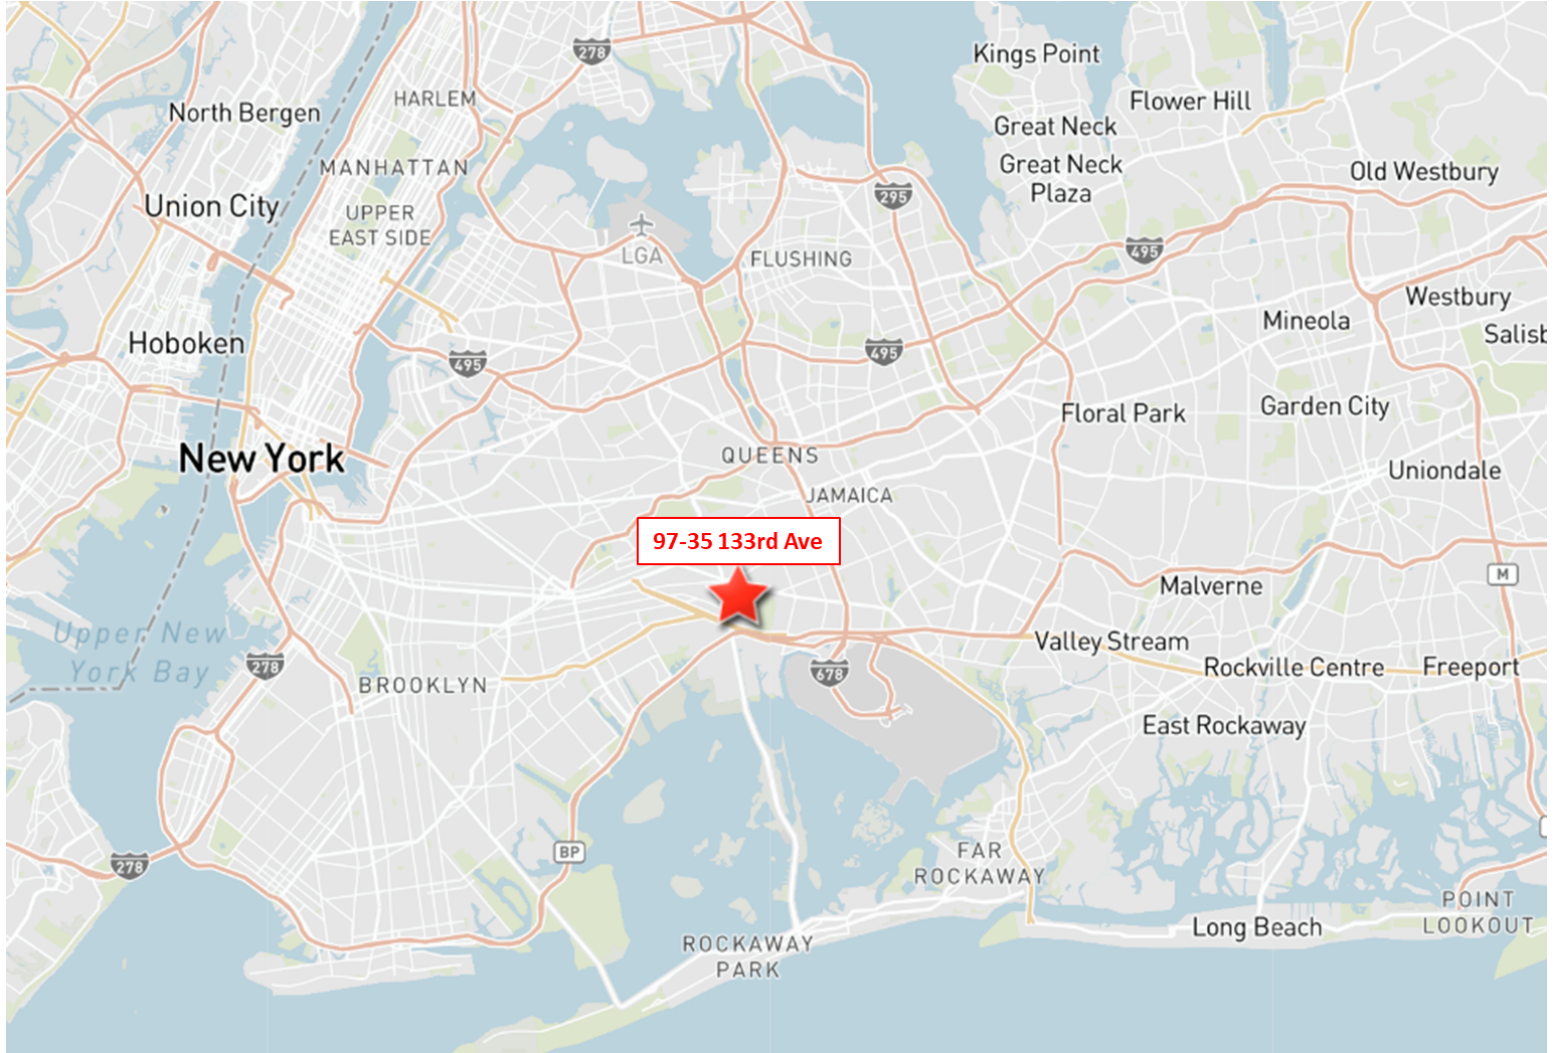 Kings Point
278
Flower Hill
HARLEM
North Bergen
Great Neck
Great Neck
Plaza
MANHATTAN
Old Westbury
295
Union City
UPPER
EAST SIDE
LGA
FLUSHING
495
Westbury
Mineola
Salisb
Hoboken
495
495
Floral Park
Garden City
New York
QUEENS
Uniondale
JAMAICA
97-35 133rd Ave
M
Malverne
Upper New
York Bay
Valley Stream
278
678
Rockville Centre
Freeport
BROOKLYN
East Rockaway
BP
278
FAR
ROCKAWAY
POINT
LOOKOUT
Long Beach
ROCKAWAY
PARK